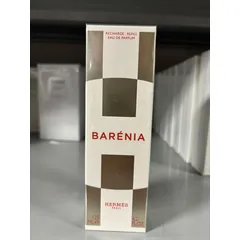 RECHARGE · REFILL
EAU DE PARFUM
BARÉNIA
HERMÈS
PARIS